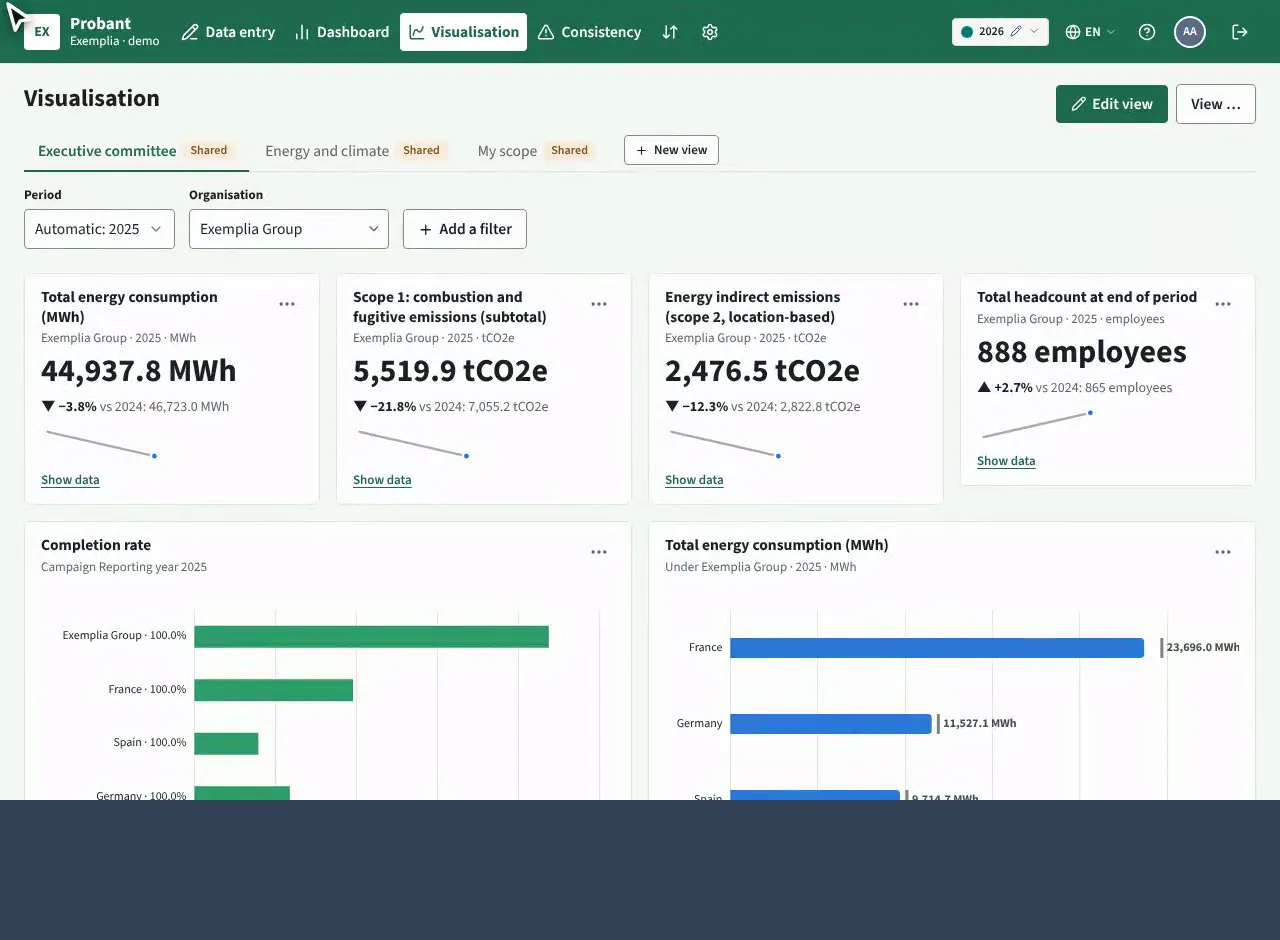 EX
Probant
Exemplia · demo
Data entry
Dashboard
Visualisation
Consistency
2026
EN
AA
Visualisation
Edit view
View ...
Executive committee
Shared
Energy and climate
Shared
My scope
Shared
+ New view
Period
Organisation
Automatic: 2025
Exemplia Group
+ Add a filter
Total energy consumption
(MWh)
Exemplia Group · 2025 · MWh
44,937.8 MWh
▼ −3.8% vs 2024: 46,723.0 MWh
Show data
Scope 1: combustion and
fugitive emissions (subtotal)
Exemplia Group · 2025 · tCO2e
5,519.9 tCO2e
▼ −21.8% vs 2024: 7,055.2 tCO2e
Show data
Energy indirect emissions
(scope 2, location-based)
Exemplia Group · 2025 · tCO2e
2,476.5 tCO2e
▼ −12.3% vs 2024: 2,822.8 tCO2e
Show data
Total headcount at end of period
Exemplia Group · 2025 · employees
888 employees
▲ +2.7% vs 2024: 865 employees
Show data
Completion rate
Campaign Reporting year 2025
Exemplia Group · 100.0%
France · 100.0%
Spain · 100.0%
Germany · 100.0%
Total energy consumption (MWh)
Under Exemplia Group · 2025 · MWh
France
23,696.0 MWh
Germany
11,527.1 MWh
Spain
9,714.7 MWh